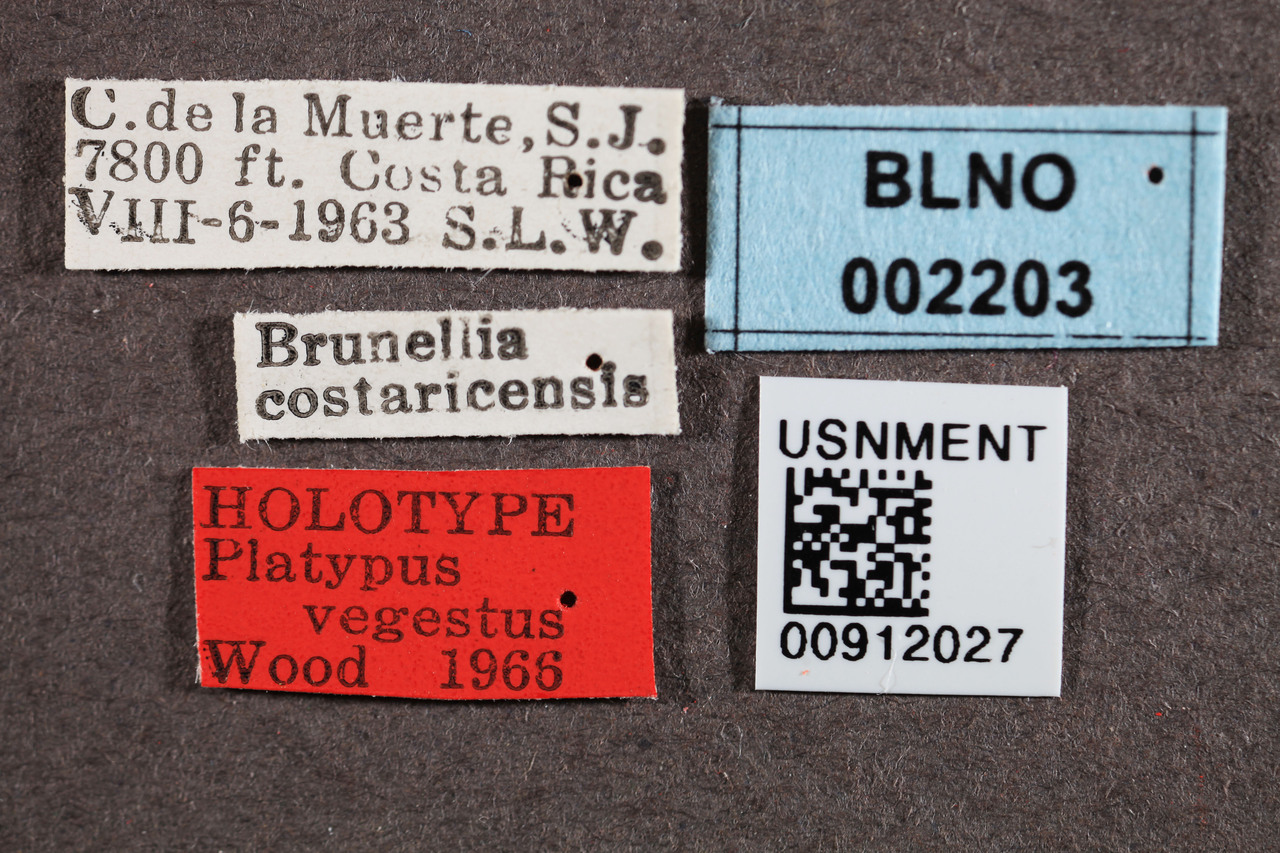 C. de la Muerte, S.J.
7800 ft. Costa Rica
VIII-6-1963 S.L.W.
Brunellia
costaricensis
HOLOTYPE
Platypus
vegestus
Wood 1966
BLNO
002203
USNMENT
00912027